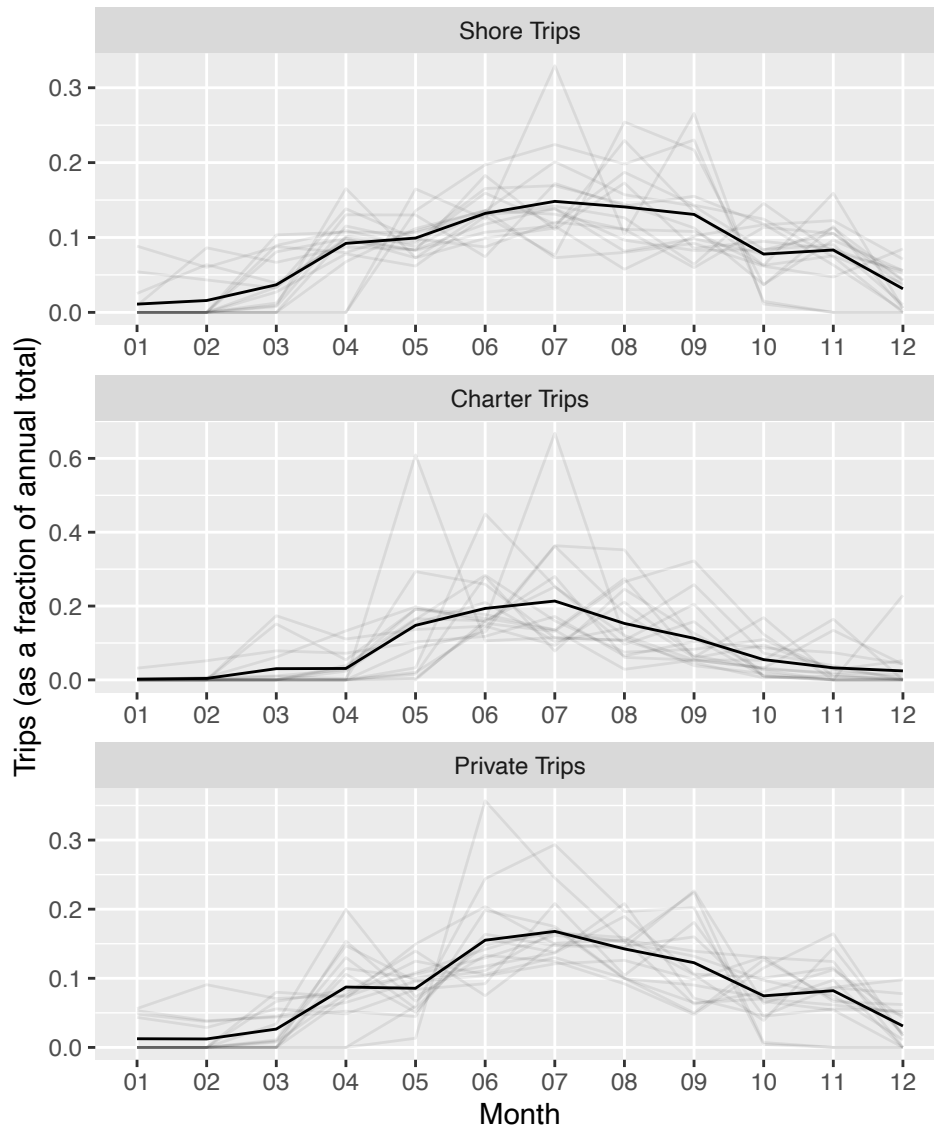 Shore Trips
0.3
0.2
0.1
0.0
01 02 03 04 05 06 07 08 09 10 11 12
Charter Trips
0.6
0.4
0.2
0.0
01 02 03 04 05 06 07 08 09 10 11 12
Private Trips
0.3
0.2
0.1
0.0
01 02 03 04 05 06 07 08 09 10 11 12
Month
Trips (as a fraction of annual total)